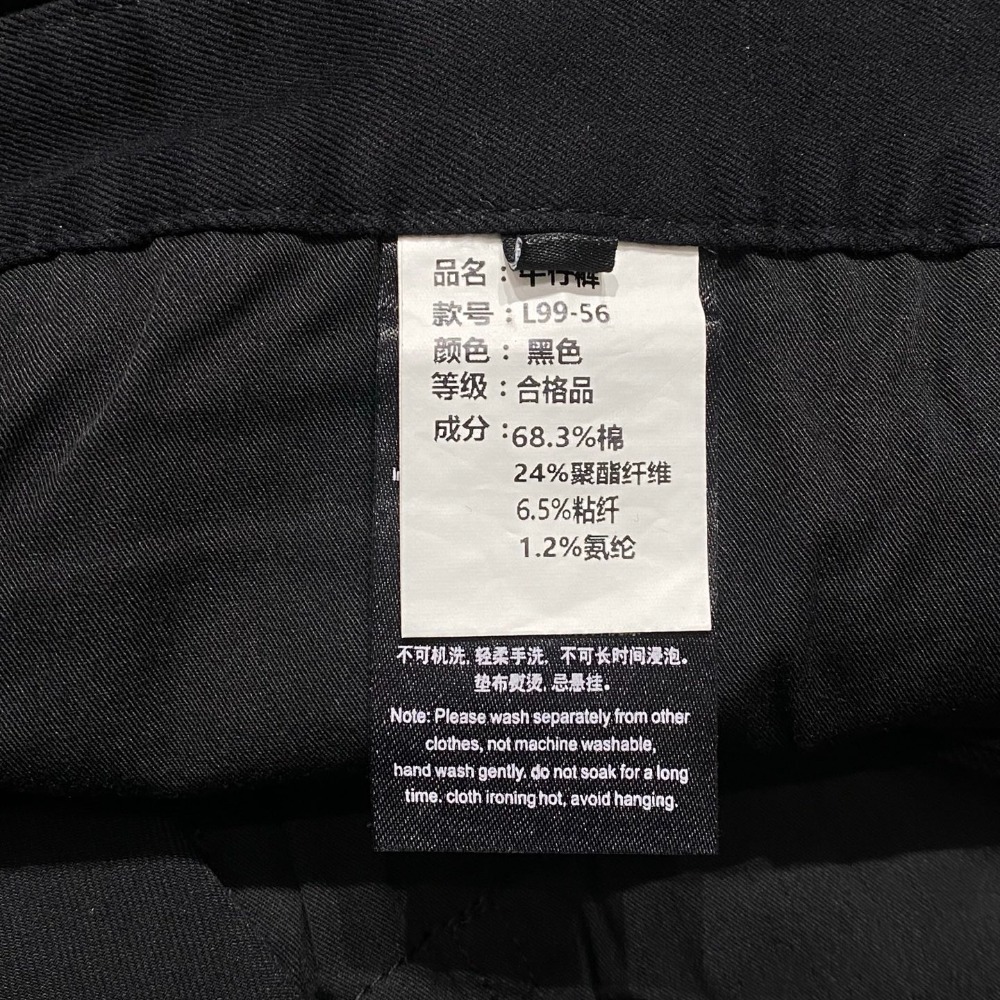 品名：牛仔裤
款号：L99-56
颜色：黑色
等级：合格品
成分：68.3%棉
24%聚酯纤维
6.5%粘纤
1.2%氨纶
不可机洗,轻柔手洗,不可长时间浸泡。
垫布熨烫,忌悬挂。
Note: Please wash separately from other
clothes, not machine washable,
hand wash gently. do not soak for a long
time. cloth ironing hot, avoid hanging.